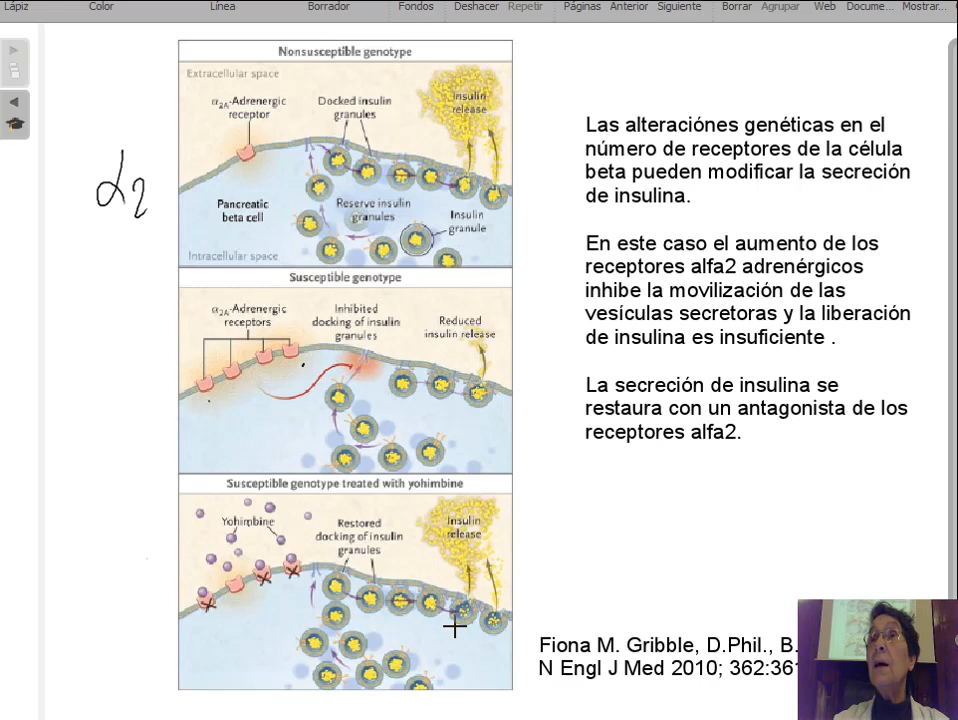 Lápiz Color Línea Borrador Fondos Deshacer Repetir Páginas Anterior Siguiente Borrar Agrupar Web Docume... Mostrar...
Nonsusceptible genotype
Extracellular space
α2A-Adrenergic
receptor
Docked insulin
granules
Insulin
release
Pancreatic
beta cell
Reserve insulin
granules
Insulin
granule
Intracellular space
α2
Susceptible genotype
α2A-Adrenergic
receptors
Inhibited
docking of insulin
granules
Reduced
insulin release
Susceptible genotype treated with yohimbine
Yohimbine
Restored
docking of insulin
granules
Insulin
release
Las alteraciónes genéticas en el
número de receptores de la célula
beta pueden modificar la secreción
de insulina.
En este caso el aumento de los
receptores alfa2 adrenérgicos
inhibe la movilización de las
vesículas secretoras y la liberación
de insulina es insuficiente .
La secreción de insulina se
restaura con un antagonista de los
receptores alfa2.
Fiona M. Gribble, D.Phil., B.
N Engl J Med 2010; 362:361